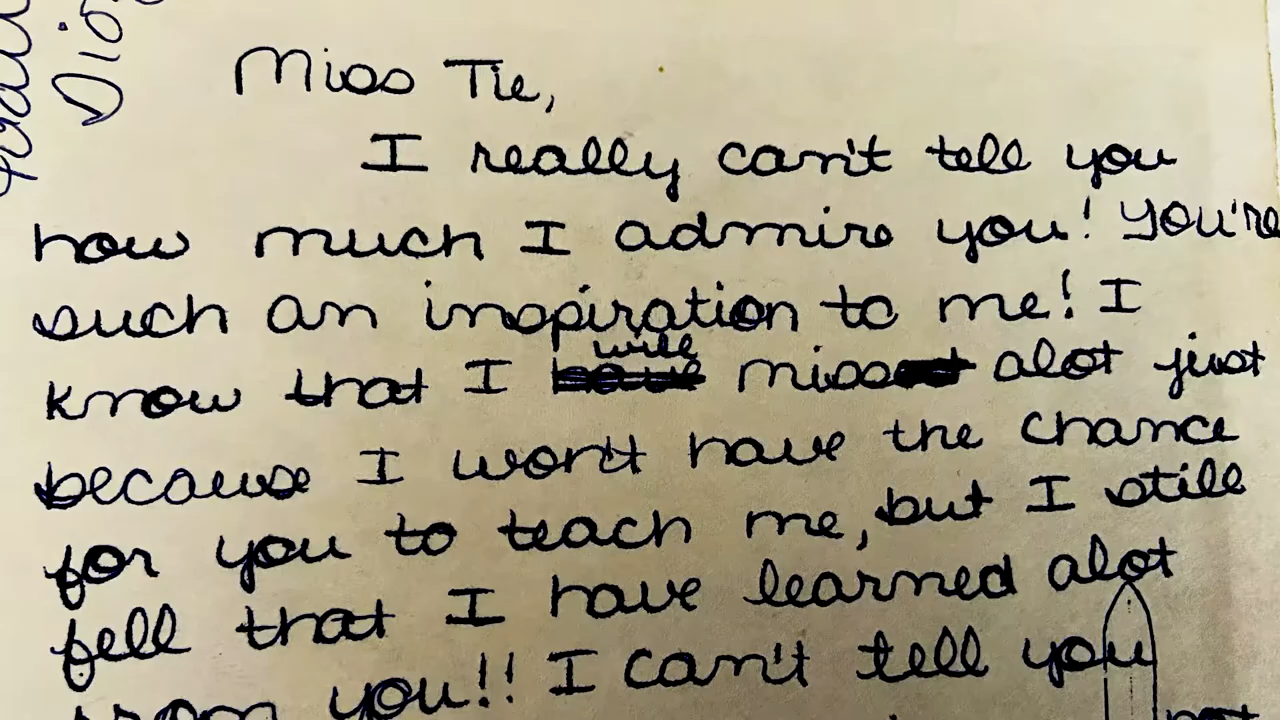 Miss Tie,
I really can't tell you
how much I admire you! You're
such an inspiration to me! I
will
know that I have miss alot just
because I won't have the chance
for you to teach me, but I still
fell that I have learned alot
from you!! I can't tell you
not